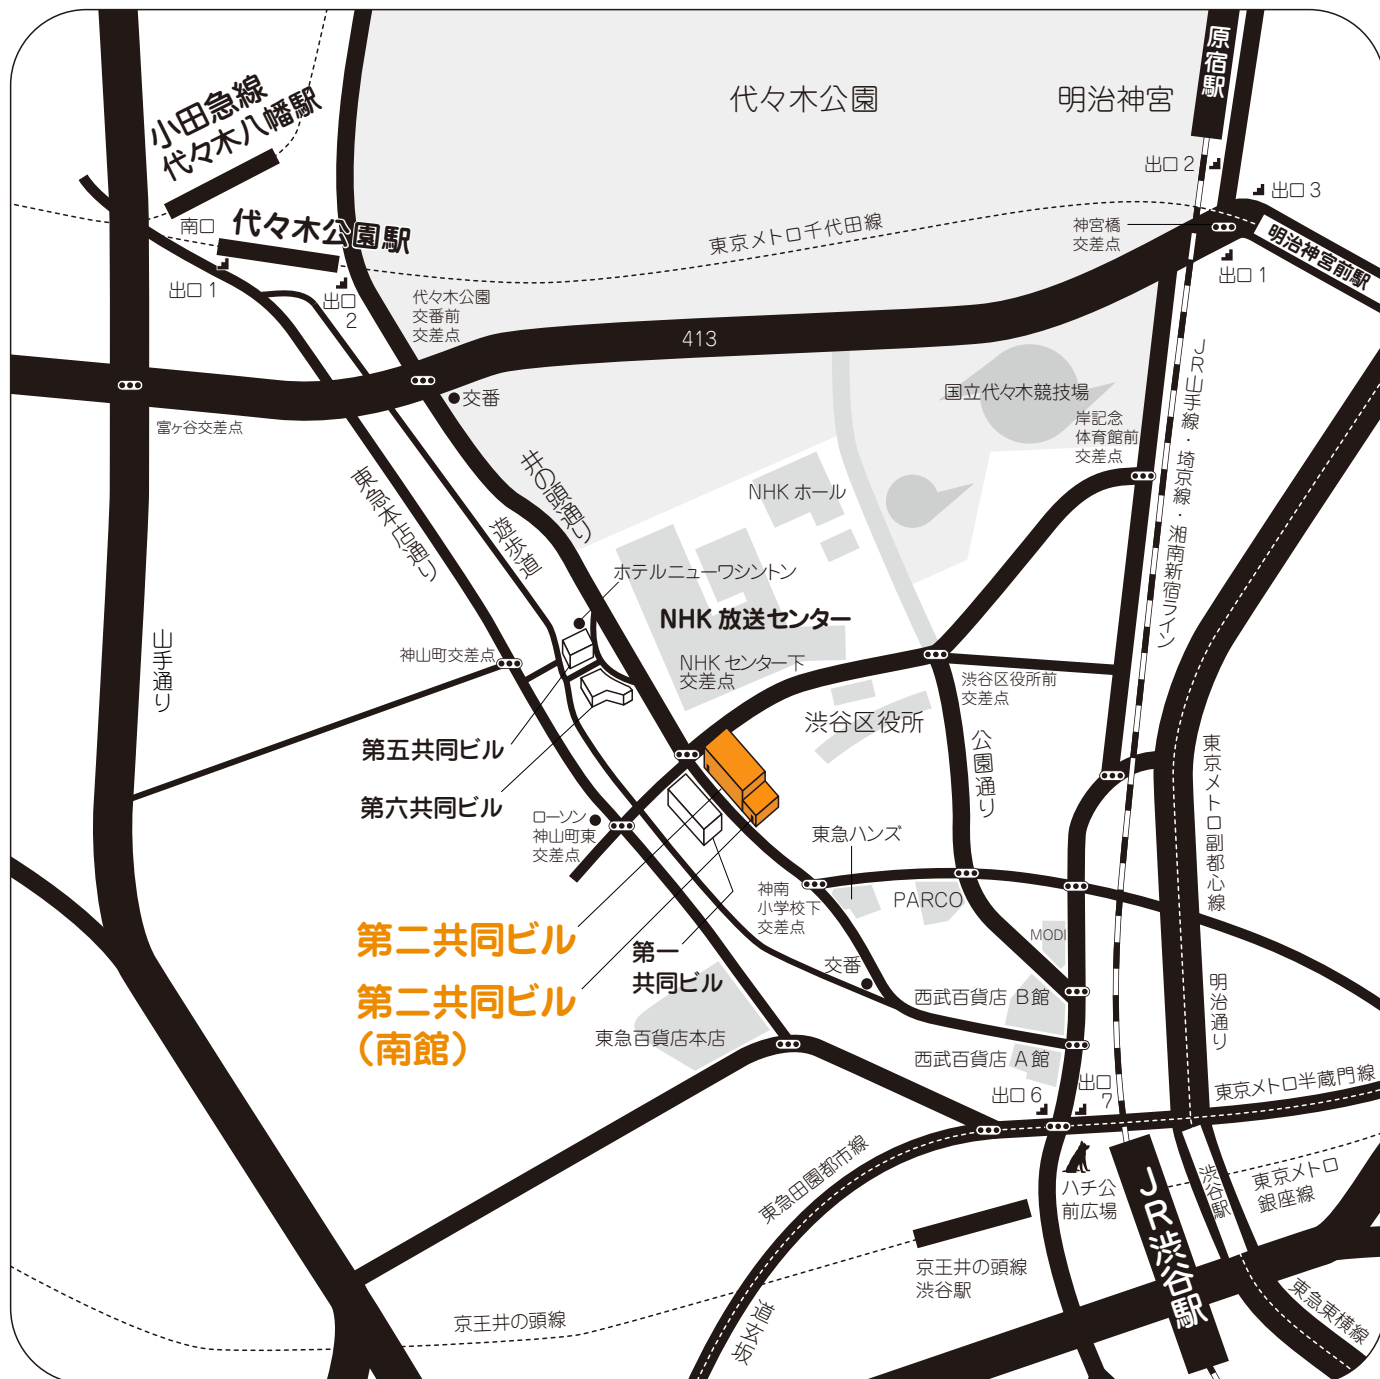 原宿駅
代々木公園
明治神宮
小田急線
代々木八幡駅
出口 2
出口 3
南口
代々木公園駅
東京メトロ千代田線
神宮橋
交差点
明治神宮前駅
出口 1
出口 1
出口
2
代々木公園
交番前
交差点
413
JR山手線・埼京線・湘南新宿ライン
国立代々木競技場
交番
富ヶ谷交差点
岸記念
体育館前
交差点
井の頭通り
東急本店通り
遊歩道
NHK ホール
ホテルニューワシントン
NHK 放送センター
山手通り
神山町交差点
NHK センター下
交差点
渋谷区役所前
交差点
渋谷区役所
公園通り
東京メトロ副都心線
第五共同ビル
第六共同ビル
ローソン
神山町東
交差点
東急ハンズ
神南
小学校下
交差点
PARCO
第二共同ビル
第一
共同ビル
MODI
交番
第二共同ビル
（南館）
西武百貨店 B館
明治通り
東急百貨店本店
西武百貨店 A館
出口 6
出口
7
東京メトロ半蔵門線
東急田園都市線
ハチ公
前広場
JR渋谷駅
渋谷駅
東京メトロ
銀座線
京王井の頭線
渋谷駅
京王井の頭線
道玄坂
東急東横線